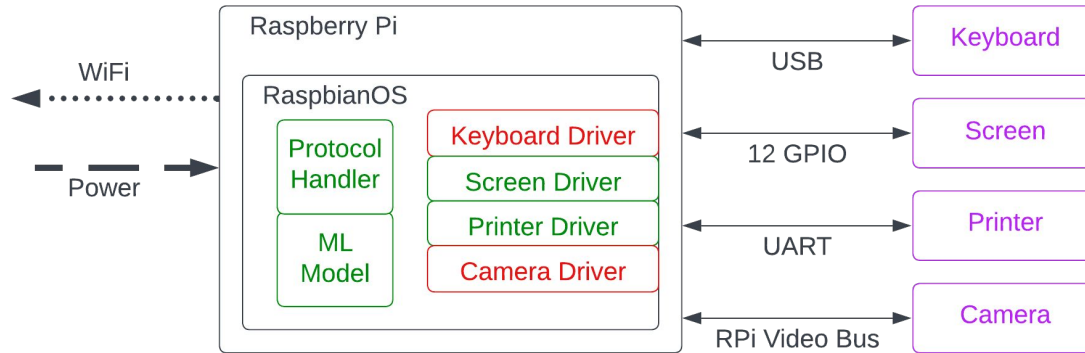 Raspberry Pi
WiFi
Power
RaspbianOS
Protocol
Handler
ML
Model
Keyboard Driver
Screen Driver
Printer Driver
Camera Driver
USB
12 GPIO
UART
RPi Video Bus
Keyboard
Screen
Printer
Camera